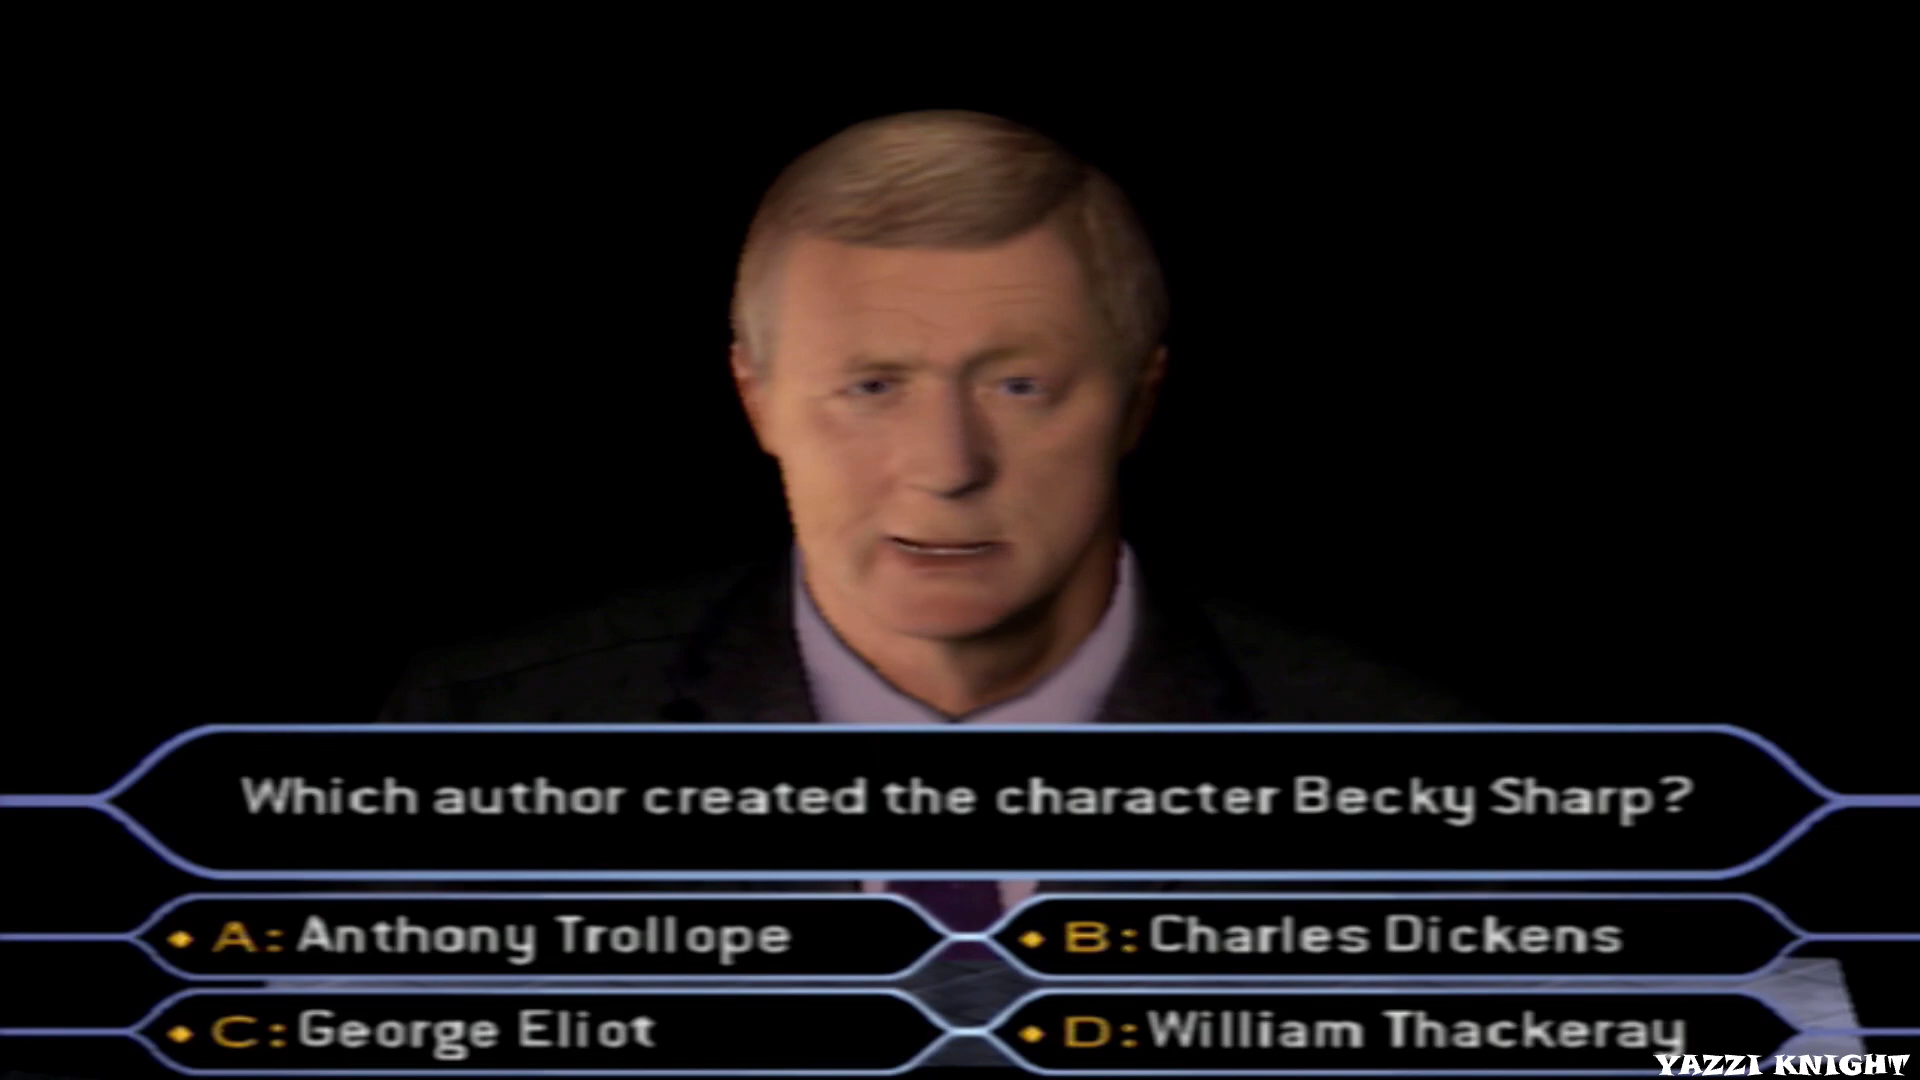 Which author created the character Becky Sharp?
A: Anthony Trollope
B: Charles Dickens
C: George Eliot
D: William Thackeray
YAZZI KNIGHT